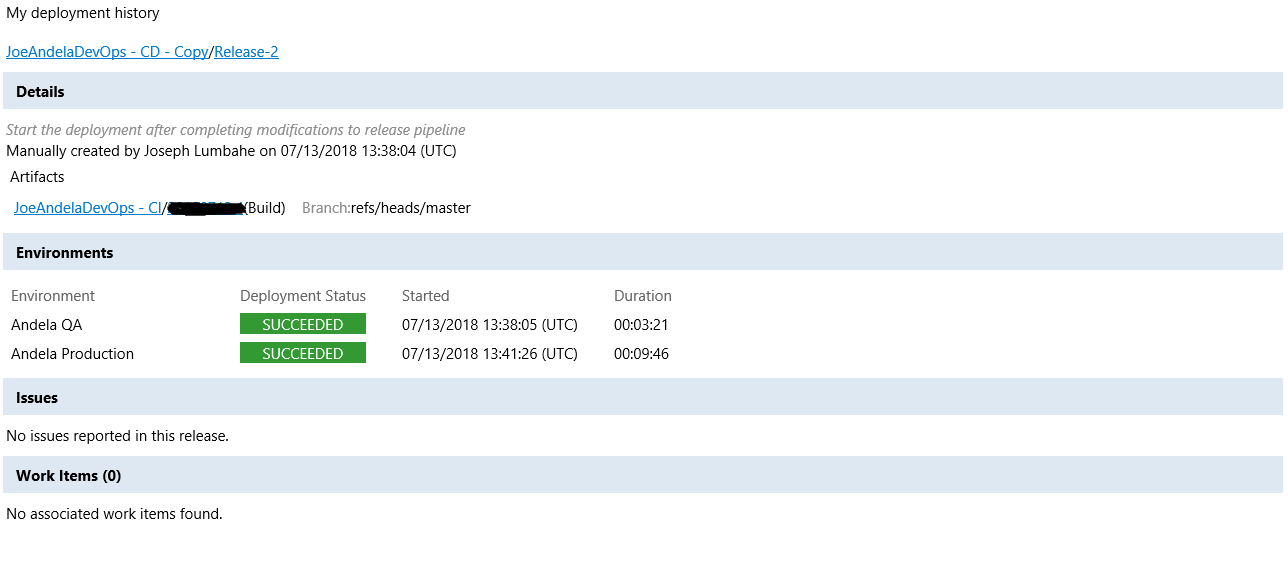 My deployment history
JoeAndelaDevOps - CD - Copy/Release-2
Details
Start the deployment after completing modifications to release pipeline
Manually created by Joseph Lumbahe on 07/13/2018 13:38:04 (UTC)
Artifacts
JoeAndelaDevOps - CI/ (Build) Branch:refs/heads/master
Environments
Environment Deployment Status Started Duration
Andela QA SUCCEEDED 07/13/2018 13:38:05 (UTC) 00:03:21
Andela Production SUCCEEDED 07/13/2018 13:41:26 (UTC) 00:09:46
Issues
No issues reported in this release.
Work Items (0)
No associated work items found.